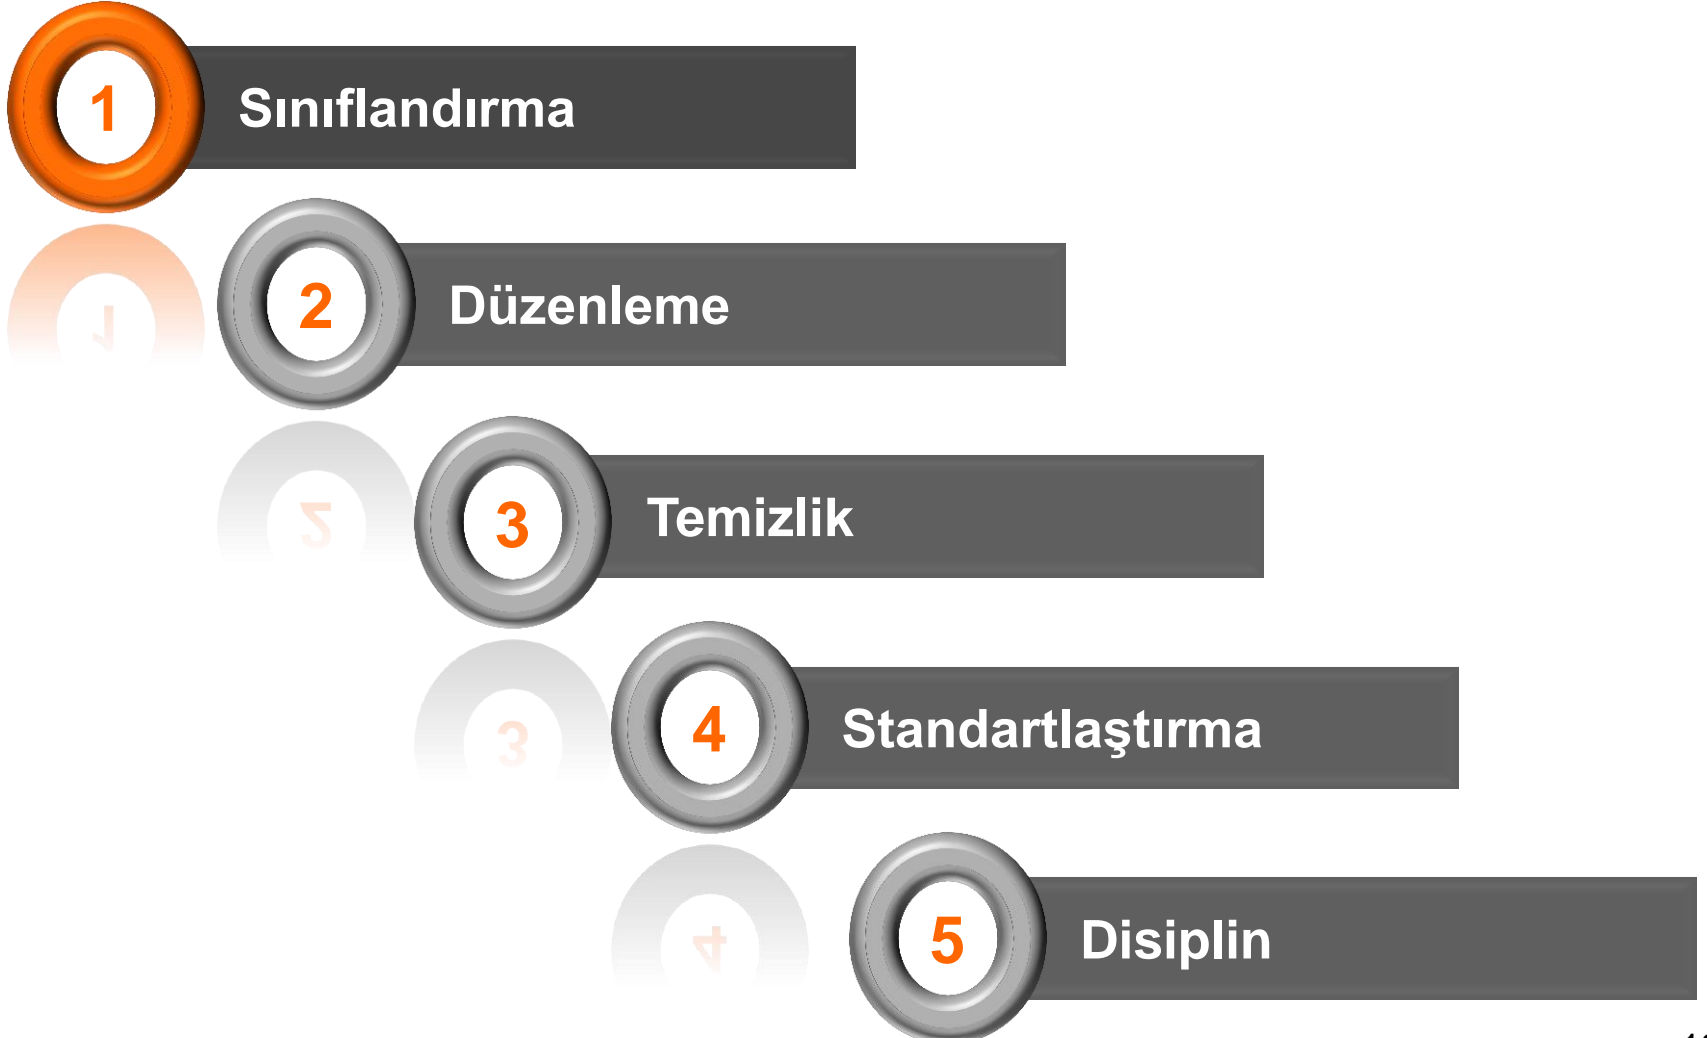 1 Sınıflandırma
2 Düzenleme
3 Temizlik
4 Standartlaştırma
5 Disiplin